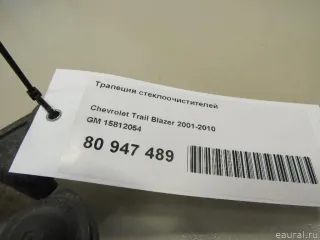 Трапеция стеклоочистителей
Chevrolet Trail Blazer 2001-2010
GM 15812054
80 947 489
© eaural.ru